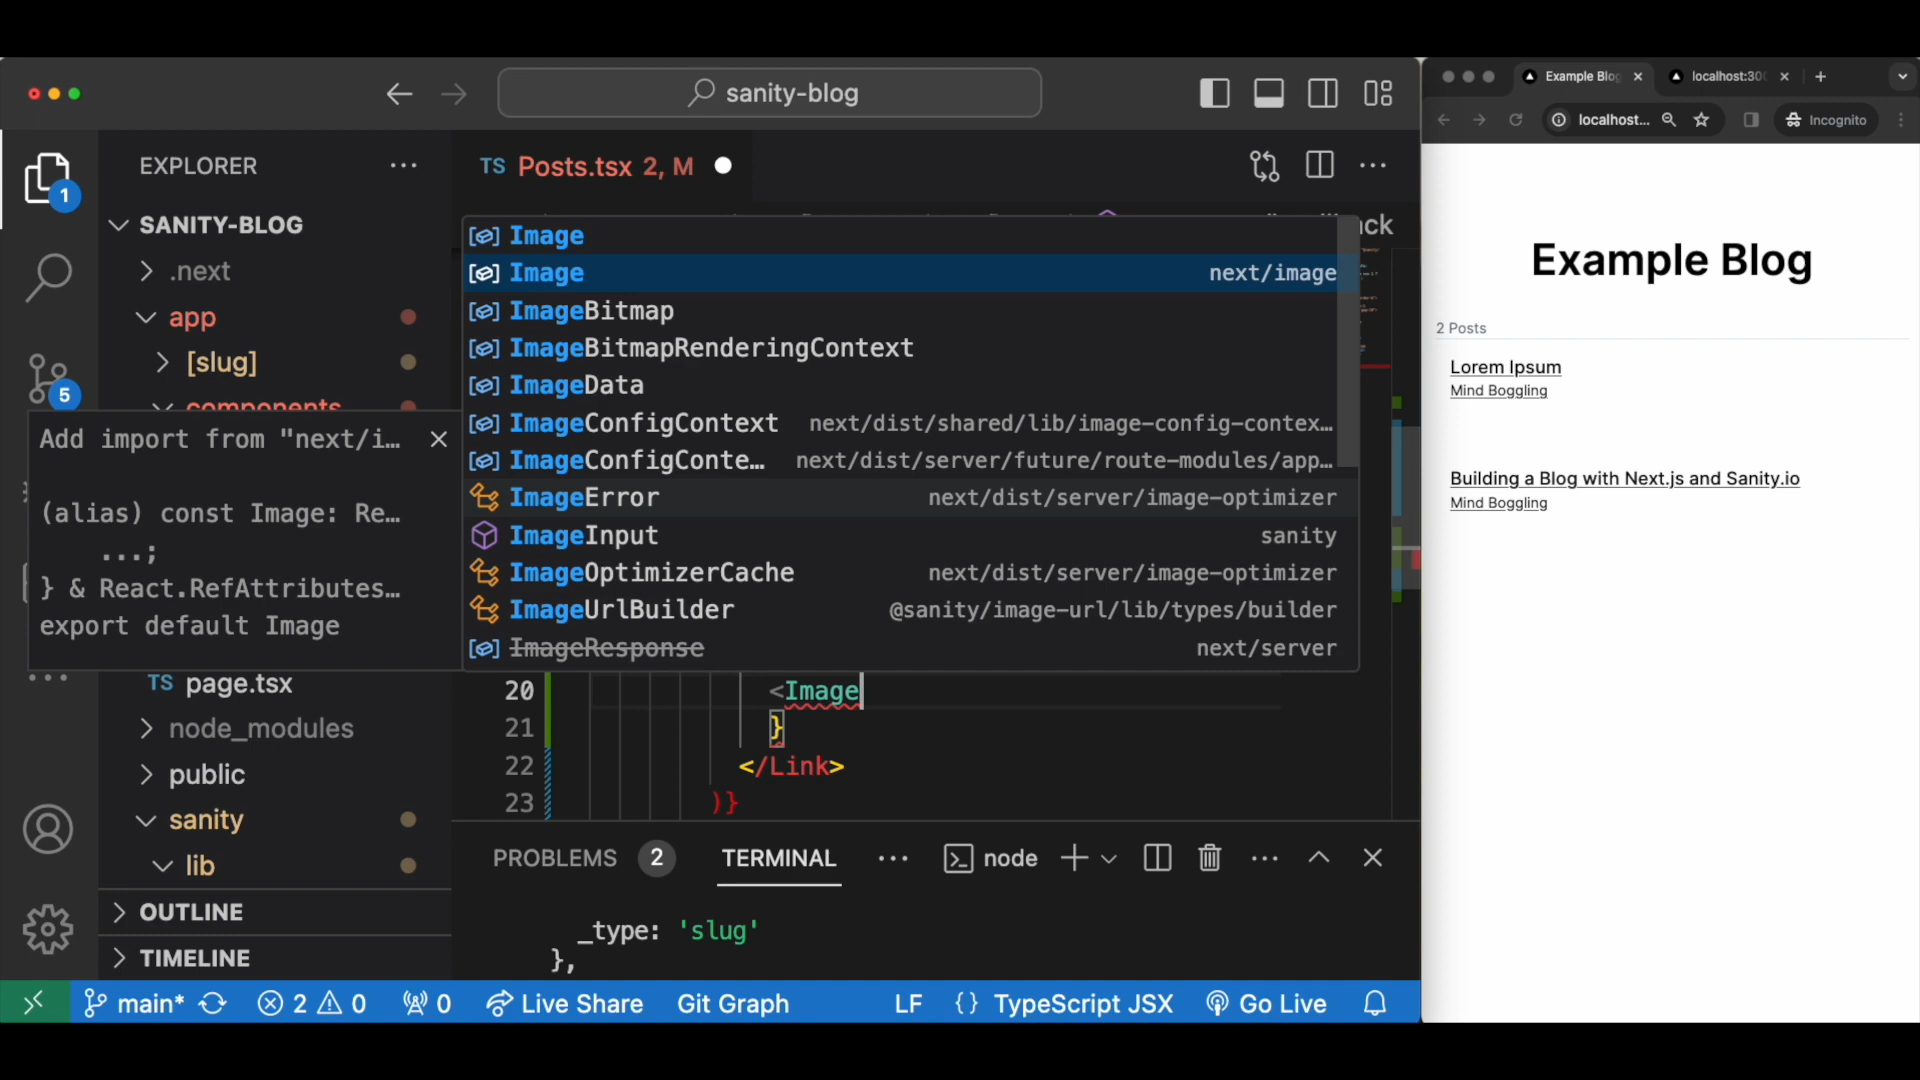 sanity-blog
Example Blog
localhost:300
localhost...
Incognito
EXPLORER
TS Posts.tsx 2, M
1
SANITY-BLOG
.next
app
[slug]
components
5
Image
Image next/image
ImageBitmap
ImageBitmapRenderingContext
ImageData
ImageConfigContext next/dist/shared/lib/image-config-contex…
ImageConfigConte… next/dist/server/future/route-modules/app…
ImageError next/dist/server/image-optimizer
ImageInput sanity
ImageOptimizerCache next/dist/server/image-optimizer
ImageUrlBuilder @sanity/image-url/lib/types/builder
ImageResponse next/server
Add import from "next/i…
(alias) const Image: Re…
...;
} & React.RefAttributes…
export default Image
TS page.tsx
node_modules
public
sanity
lib
OUTLINE
TIMELINE
20 <Image
21 }
22 </Link>
23 )}
PROBLEMS 2 TERMINAL ··· node
_type: 'slug'
},
main* 2 0 0 Live Share Git Graph LF {} TypeScript JSX Go Live
Example Blog
2 Posts
Lorem Ipsum
Mind Boggling
Building a Blog with Next.js and Sanity.io
Mind Boggling